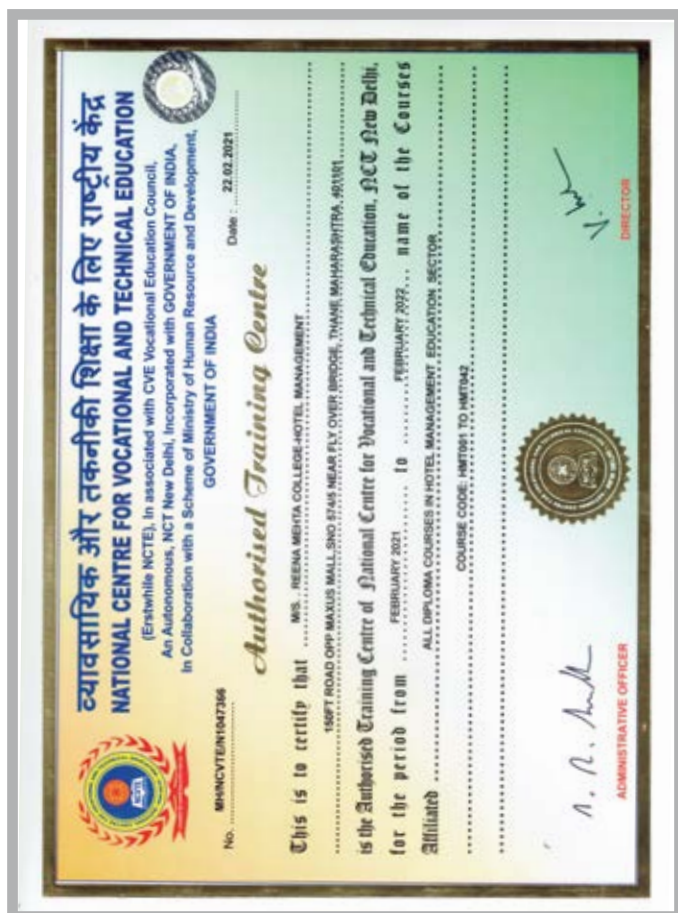 व्यावसायिक और तकनीकी शिक्षा के लिए राष्ट्रीय केंद्र
NATIONAL CENTRE FOR VOCATIONAL AND TECHNICAL EDUCATION
(Erstwhile NCTE), In associated with CVE Vocational Education Council,
An Autonomous, NCT New Delhi, Incorporated with GOVERNMENT OF INDIA,
In Collaboration with a Scheme of Ministry of Human Resource and Development,
GOVERNMENT OF INDIA
No. MH/NCVTE/N1047366
Date : 22.02.2021
Authorised Training Centre
This is to certify that M/S. REENA MEHTA COLLEGE-HOTEL MANAGEMENT
150FT ROAD OPP MAXUS MALL,SNO 574/5 NEAR FLY OVER BRIDGE, THANE, MAHARASHTRA, 401101
is the Authorised Training Centre of National Centre for Vocational and Technical Education, NCT New Delhi,
for the period from FEBRUARY 2021 to FEBRUARY 2022 name of the Courses
Affiliated ALL DIPLOMA COURSES IN HOTEL MANAGEMENT EDUCATION SECTOR
COURSE CODE: HMT001 TO HMT042
ADMINISTRATIVE OFFICER
DIRECTOR